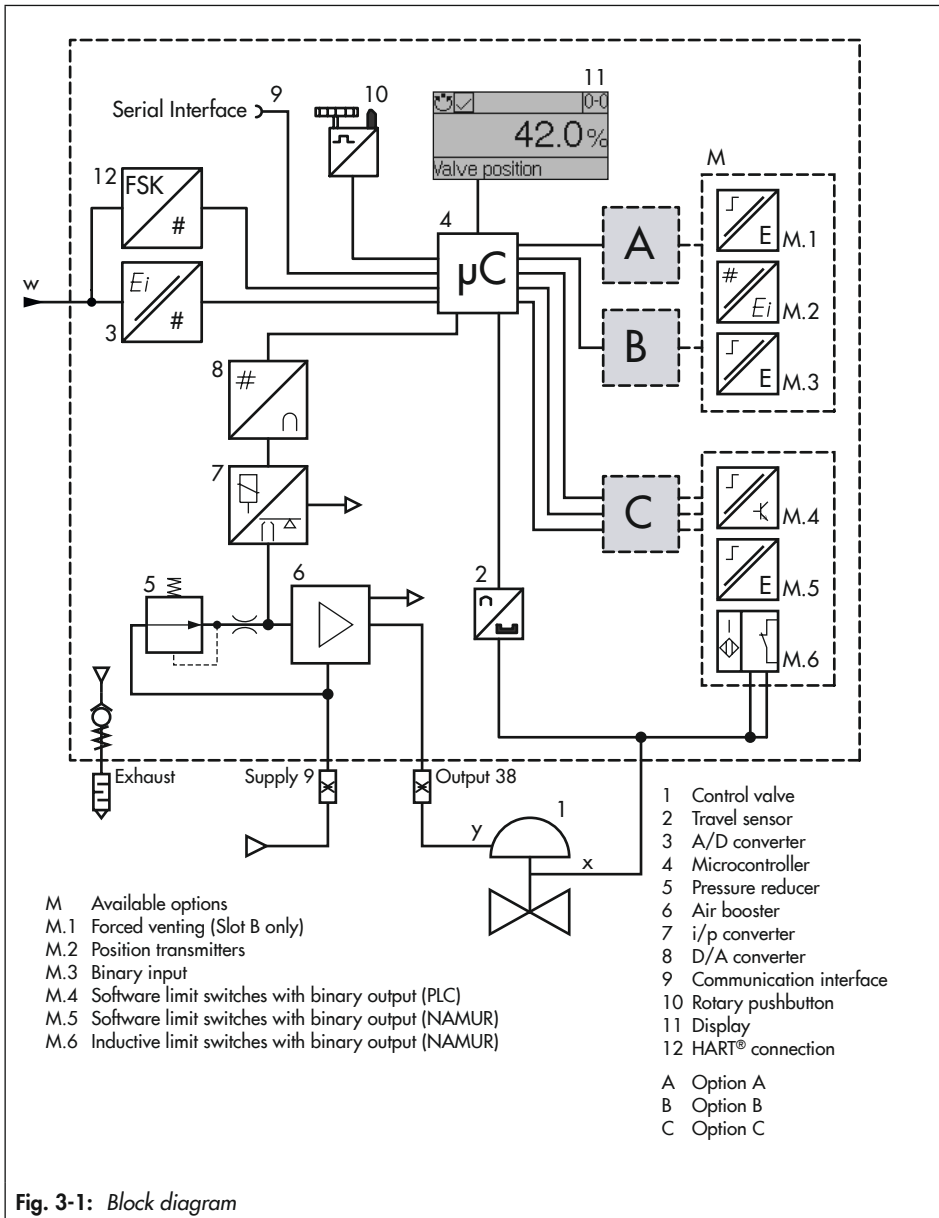 11
9
10
Serial Interface
0-0
42.0%
Valve position
M
12
FSK
#
4
A
E
M.1
µC
w
Ei
#
3
#
Ei
M.2
B
E
M.3
8
#
7
C
M.4
5
6
2
E
M.5
M.6
Exhaust
Supply 9
Output 38
1
y
x
1 Control valve
2 Travel sensor
3 A/D converter
4 Microcontroller
5 Pressure reducer
6 Air booster
7 i/p converter
8 D/A converter
9 Communication interface
10 Rotary pushbutton
11 Display
12 HART® connection
A Option A
B Option B
C Option C
M Available options
M.1 Forced venting (Slot B only)
M.2 Position transmitters
M.3 Binary input
M.4 Software limit switches with binary output (PLC)
M.5 Software limit switches with binary output (NAMUR)
M.6 Inductive limit switches with binary output (NAMUR)
Fig. 3-1: Block diagram